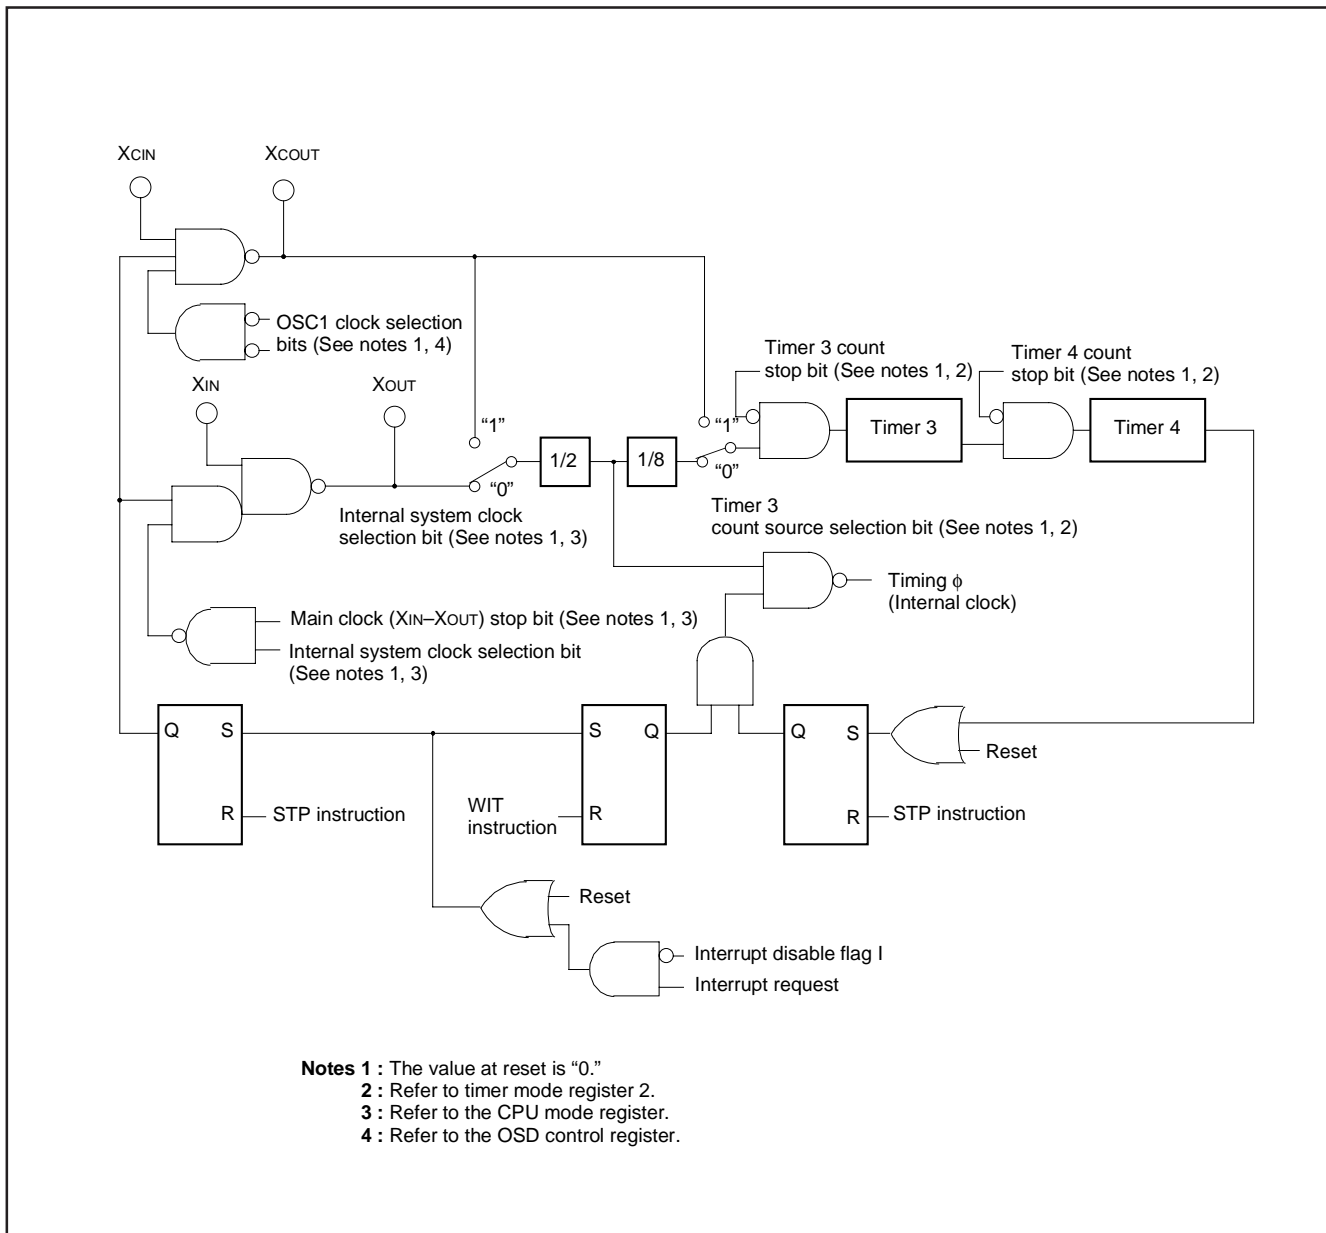 XCIN
XCOUT
OSC1 clock selection
bits (See notes 1, 4)
XIN
XOUT
Timer 3 count
stop bit (See notes 1, 2)
Timer 4 count
stop bit (See notes 1, 2)
“1”
“1”
Timer 3
Timer 4
1/2
1/8
“0”
“0”
Internal system clock
selection bit (See notes 1, 3)
Timer 3
count source selection bit (See notes 1, 2)
Timing ϕ
(Internal clock)
Main clock (XIN–XOUT) stop bit (See notes 1, 3)
Internal system clock selection bit
(See notes 1, 3)
Q
S
S
Q
Q
S
Reset
R
STP instruction
WIT
instruction
R
R
STP instruction
Reset
Interrupt disable flag I
Interrupt request
Notes 1 : The value at reset is “0.”
2 : Refer to timer mode register 2.
3 : Refer to the CPU mode register.
4 : Refer to the OSD control register.